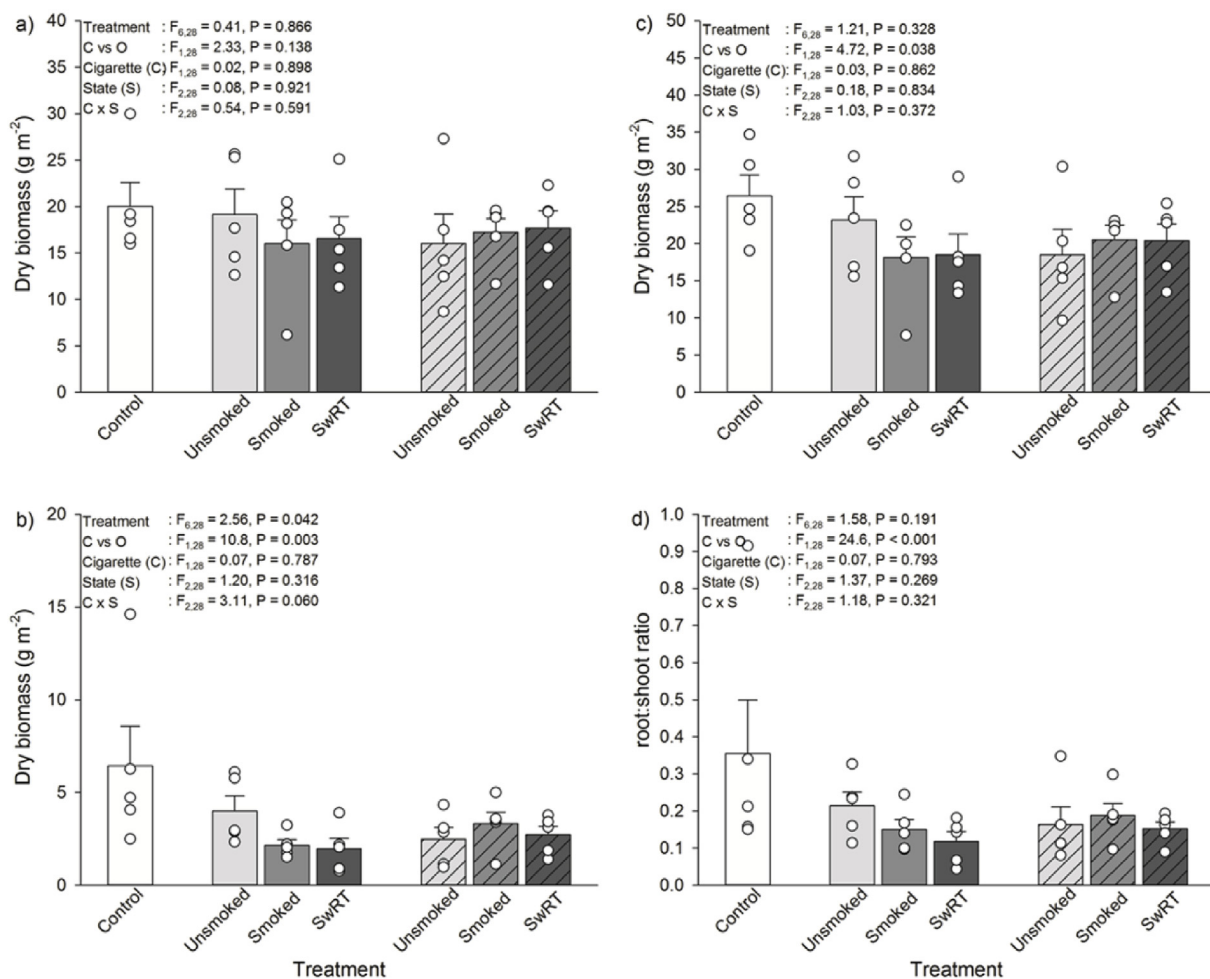 a)
40
35
30
25
20
15
10
5
0
Dry biomass (g m⁻²)
Treatment : F₆,₂₈ = 0.41, P = 0.866
C vs O : F₁,₂₈ = 2.33, P = 0.138
Cigarette (C) : F₁,₂₈ = 0.02, P = 0.898
State (S) : F₂,₂₈ = 0.08, P = 0.921
C x S : F₂,₂₈ = 0.54, P = 0.591
Control
Unsmoked
Smoked
SwRT
Unsmoked
Smoked
SwRT
c)
50
45
40
35
30
25
20
15
10
5
0
Dry biomass (g m⁻²)
Treatment : F₆,₂₈ = 1.21, P = 0.328
C vs O : F₁,₂₈ = 4.72, P = 0.038
Cigarette (C) : F₁,₂₈ = 0.03, P = 0.862
State (S) : F₂,₂₈ = 0.18, P = 0.834
C x S : F₂,₂₈ = 1.03, P = 0.372
Control
Unsmoked
Smoked
SwRT
Unsmoked
Smoked
SwRT
b)
20
15
10
5
0
Dry biomass (g m⁻²)
Treatment : F₆,₂₈ = 2.56, P = 0.042
C vs O : F₁,₂₈ = 10.8, P = 0.003
Cigarette (C) : F₁,₂₈ = 0.07, P = 0.787
State (S) : F₂,₂₈ = 1.20, P = 0.316
C x S : F₂,₂₈ = 3.11, P = 0.060
Control
Unsmoked
Smoked
SwRT
Unsmoked
Smoked
SwRT
Treatment
d)
1.0
0.9
0.8
0.7
0.6
0.5
0.4
0.3
0.2
0.1
0.0
root:shoot ratio
Treatment : F₆,₂₈ = 1.58, P = 0.191
C vs O : F₁,₂₈ = 24.6, P < 0.001
Cigarette (C) : F₁,₂₈ = 0.07, P = 0.793
State (S) : F₂,₂₈ = 1.37, P = 0.269
C x S : F₂,₂₈ = 1.18, P = 0.321
Control
Unsmoked
Smoked
SwRT
Unsmoked
Smoked
SwRT
Treatment